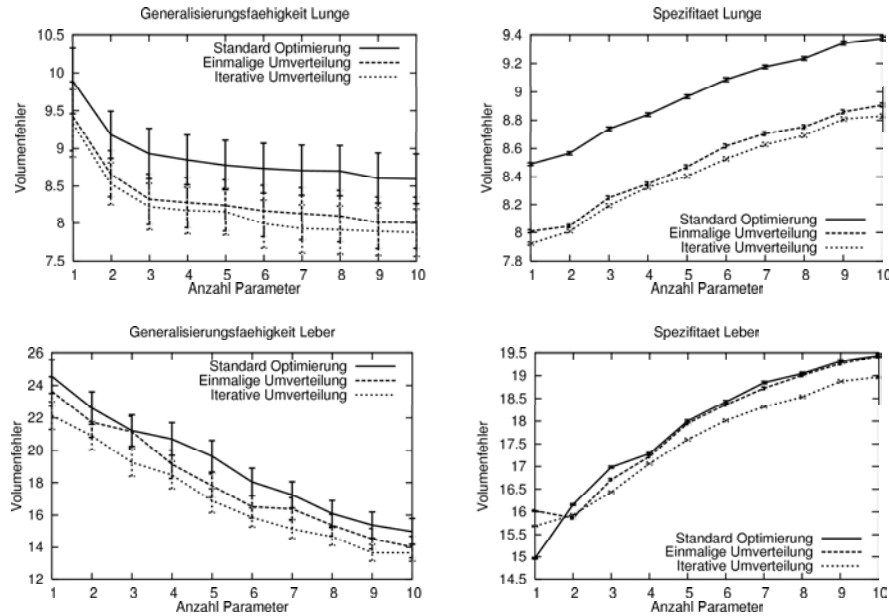 Generalisierungsfaehigkeit Lunge
10.5
10
9.5
9
8.5
8
7.5
Volumenfehler
Standard Optimierung
Einmalige Umverteilung
Iterative Umverteilung
1 2 3 4 5 6 7 8 9 10
Anzahl Parameter
Spezifitaet Lunge
9.4
9.2
9
8.8
8.6
8.4
8.2
8
7.8
Volumenfehler
Standard Optimierung
Einmalige Umverteilung
Iterative Umverteilung
1 2 3 4 5 6 7 8 9 10
Anzahl Parameter
Generalisierungsfaehigkeit Leber
26
24
22
20
18
16
14
12
Volumenfehler
Standard Optimierung
Einmalige Umverteilung
Iterative Umverteilung
1 2 3 4 5 6 7 8 9 10
Anzahl Parameter
Spezifitaet Leber
19.5
19
18.5
18
17.5
17
16.5
16
15.5
15
14.5
Volumenfehler
Standard Optimierung
Einmalige Umverteilung
Iterative Umverteilung
1 2 3 4 5 6 7 8 9 10
Anzahl Parameter